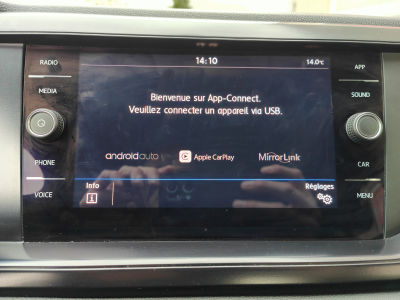 14:10
14.0°C
RADIO
APP
MEDIA
SOUND
Bienvenue sur App-Connect.
Veuillez connecter un appareil via USB.
androidauto
Apple CarPlay
MirrorLink
PHONE
CAR
VOICE
MENU
Info
Réglages